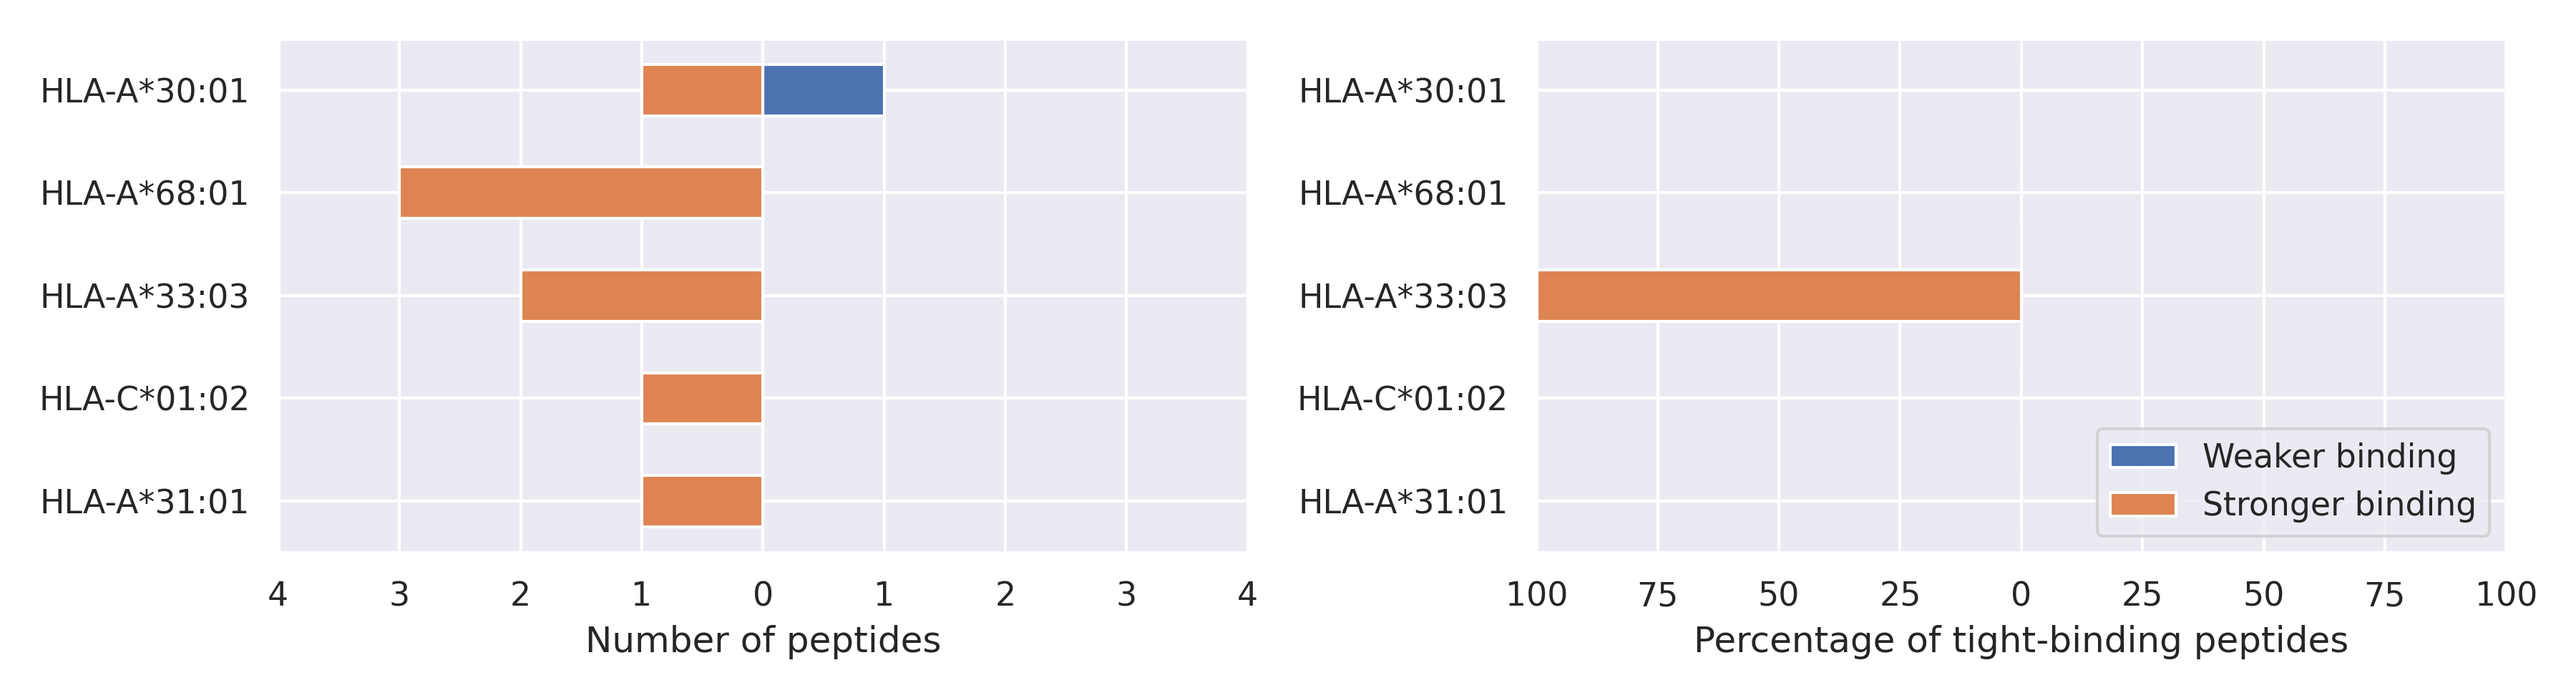 HLA-A*30:01
HLA-A*68:01
HLA-A*33:03
HLA-C*01:02
HLA-A*31:01
4 3 2 1 0 1 2 3 4
Number of peptides
HLA-A*30:01
HLA-A*68:01
HLA-A*33:03
HLA-C*01:02
HLA-A*31:01
Weaker binding
Stronger binding
100 75 50 25 0 25 50 75 100
Percentage of tight-binding peptides